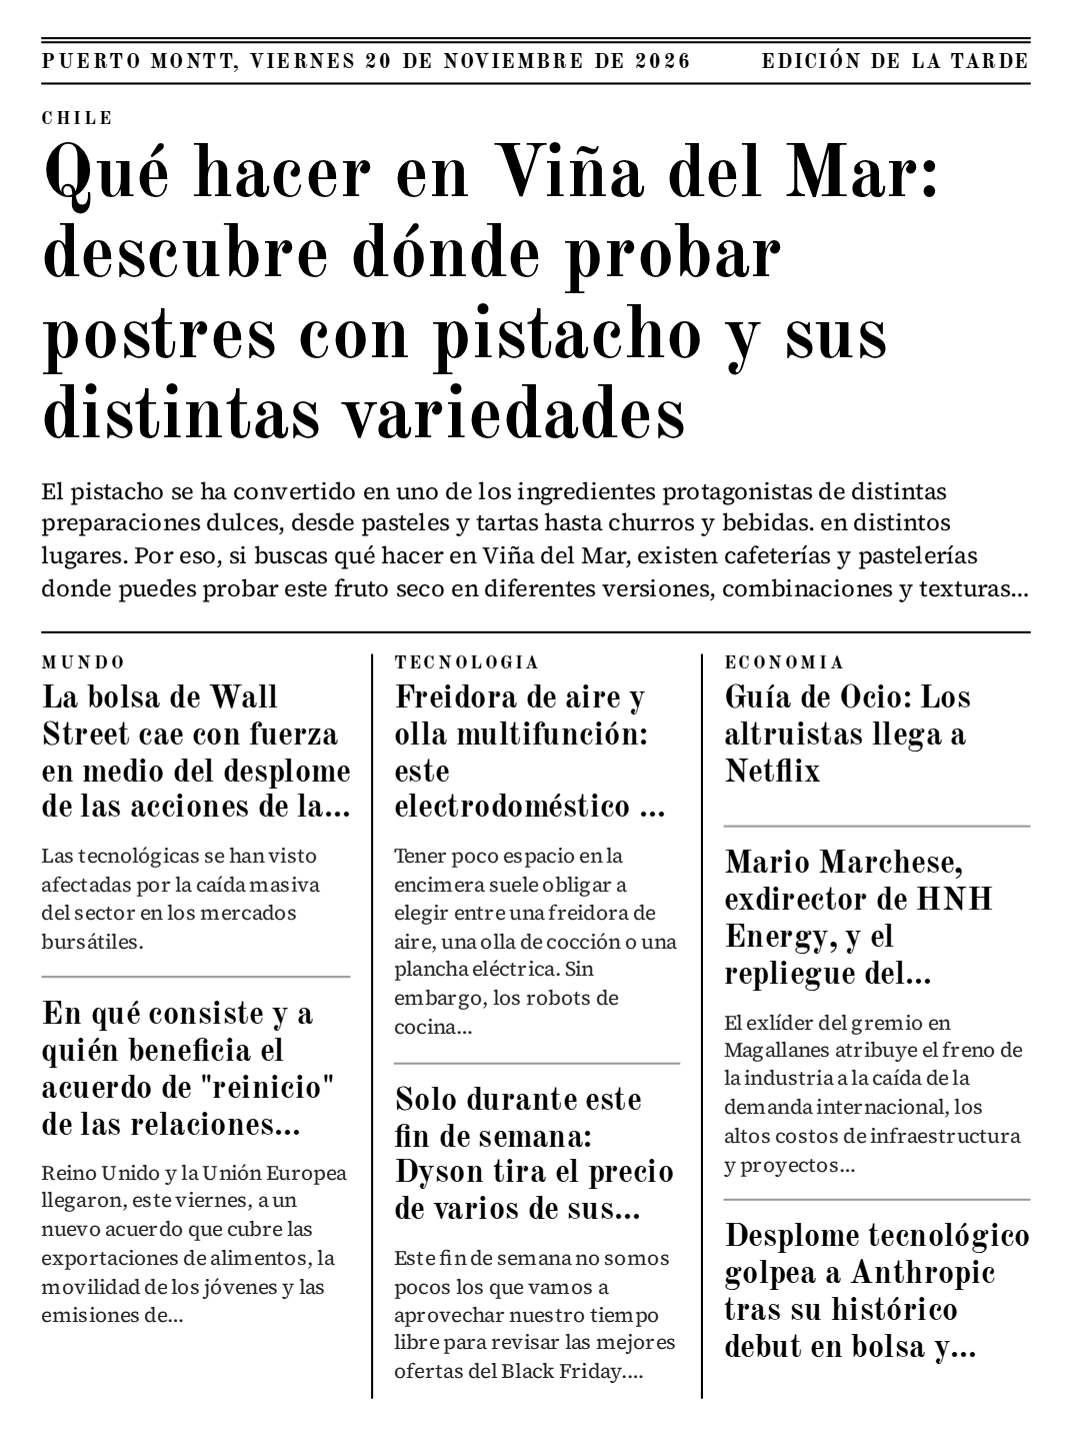 PUERTO MONTT, VIERNES 20 DE NOVIEMBRE DE 2026
EDICIÓN DE LA TARDE
CHILE
Qué hacer en Viña del Mar:
descubre dónde probar
postres con pistacho y sus
distintas variedades
El pistacho se ha convertido en uno de los ingredientes protagonistas de distintas
preparaciones dulces, desde pasteles y tartas hasta churros y bebidas. en distintos
lugares. Por eso, si buscas qué hacer en Viña del Mar, existen cafeterías y pastelerías
donde puedes probar este fruto seco en diferentes versiones, combinaciones y texturas...
MUNDO
La bolsa de Wall
Street cae con fuerza
en medio del desplome
de las acciones de la...
Las tecnológicas se han visto
afectadas por la caída masiva
del sector en los mercados
bursátiles.
En qué consiste y a
quién beneficia el
acuerdo de "reinicio"
de las relaciones...
Reino Unido y la Unión Europea
llegaron, este viernes, a un
nuevo acuerdo que cubre las
exportaciones de alimentos, la
movilidad de los jóvenes y las
emisiones de...
TECNOLOGIA
Freidora de aire y
olla multifunción:
este
electrodoméstico ...
Tener poco espacio en la
encimera suele obligar a
elegir entre una freidora de
aire, una olla de cocción o una
plancha eléctrica. Sin
embargo, los robots de
cocina...
Solo durante este
fin de semana:
Dyson tira el precio
de varios de sus...
Este fin de semana no somos
pocos los que vamos a
aprovechar nuestro tiempo
libre para revisar las mejores
ofertas del Black Friday....
ECONOMIA
Guía de Ocio: Los
altruistas llega a
Netflix
Mario Marchese,
exdirector de HNH
Energy, y el
repliegue del...
El exlíder del gremio en
Magallanes atribuye el freno de
la industria a la caída de la
demanda internacional, los
altos costos de infraestructura
y proyectos...
Desplome tecnológico
golpea a Anthropic
tras su histórico
debut en bolsa y...